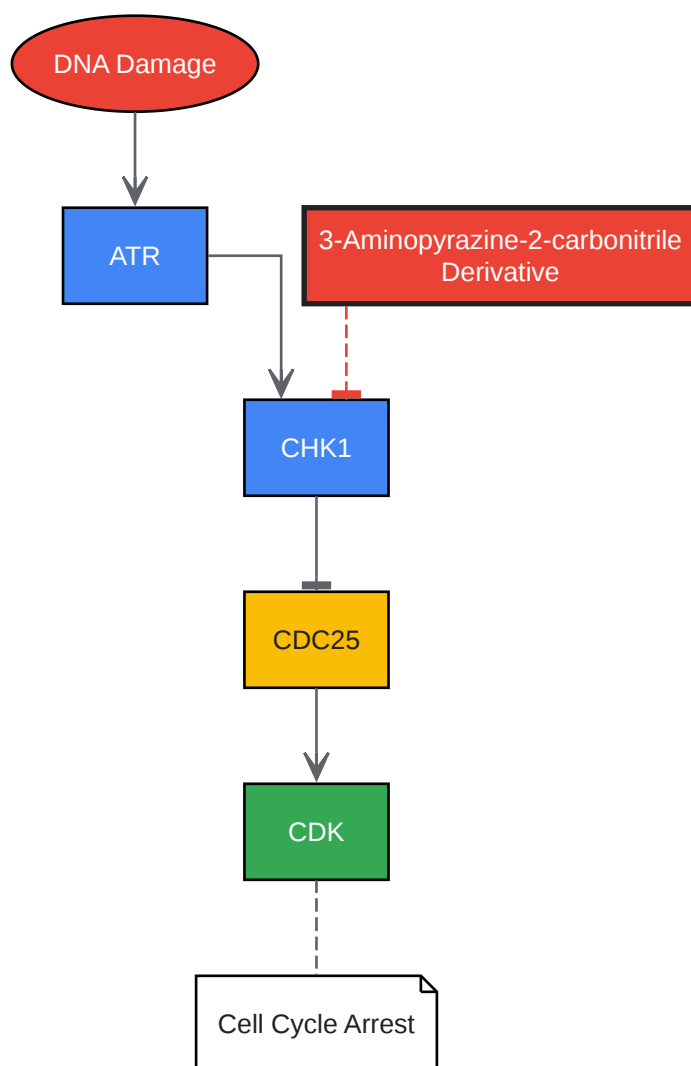 DNA Damage
ATR
3-Aminopyrazine-2-carbonitrile
Derivative
CHK1
CDC25
CDK
Cell Cycle Arrest